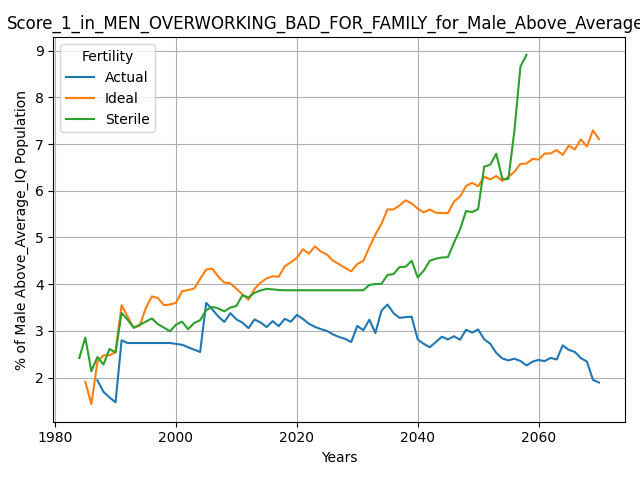 Score_1_in_MEN_OVERWORKING_BAD_FOR_FAMILY_for_Male_Above_Average
9
8
7
6
5
4
3
2
% of Male Above_Average_IQ Population
Fertility
Actual
Ideal
Sterile
1980
2000
2020
2040
2060
Years